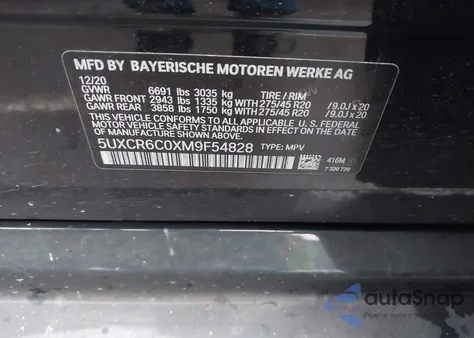 MFD BY BAYERISCHE MOTOREN WERKE AG
12/20
GVWR 6691 lbs 3035 kg TIRE / RIM
GAWR FRONT 2943 lbs 1335 kg WITH 275/45 R20 / 9.0J x 20
GAWR REAR 3858 lbs 1750 kg WITH 275/45 R20 / 9.0J x 20
THIS VEHICLE CONFORMS TO ALL APPLICABLE U.S. FEDERAL
MOTOR VEHICLE SAFETY STANDARDS IN EFFECT ON THE DATE OF MANUFACTURE SHOWN ABOVE.
5UXCR6C0XM9F54828 TYPE: MPV
416M
7 320 729
autoSnap